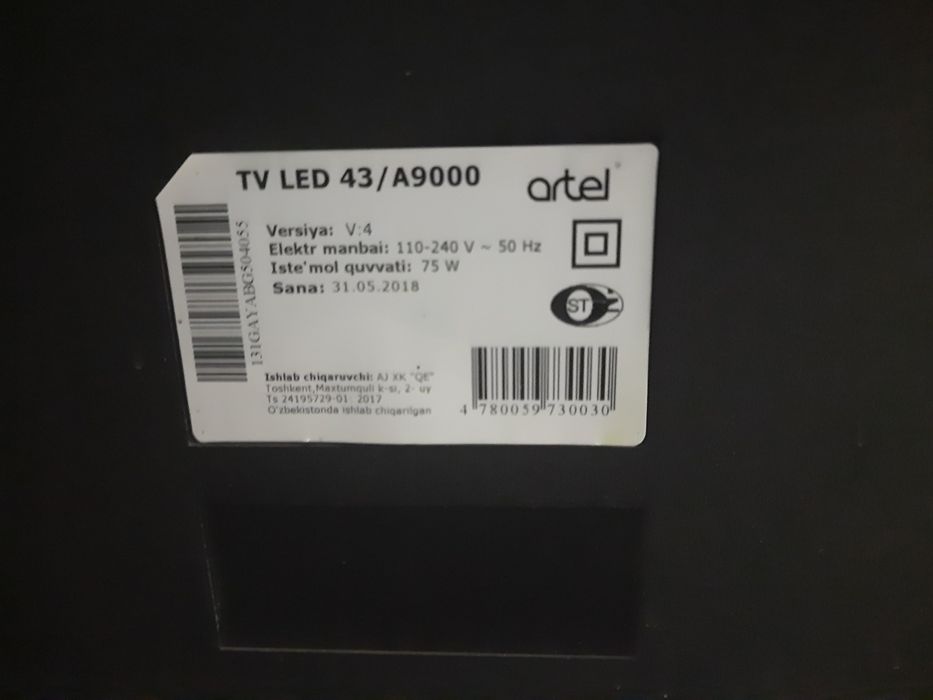 TV LED 43/A9000
artel
Versiya: V:4
Elektr manbai: 110-240 V ~ 50 Hz
Iste'mol quvvati: 75 W
Sana: 31.05.2018
131GAYABG504055
ST
Ishlab chiqaruvchi: AJ XK "QE"
Toshkent,Maxtumquli k-si, 2- uy
Ts 24195729-01: 2017
O'zbekistonda ishlab chiqarilgan
4 780059 730030